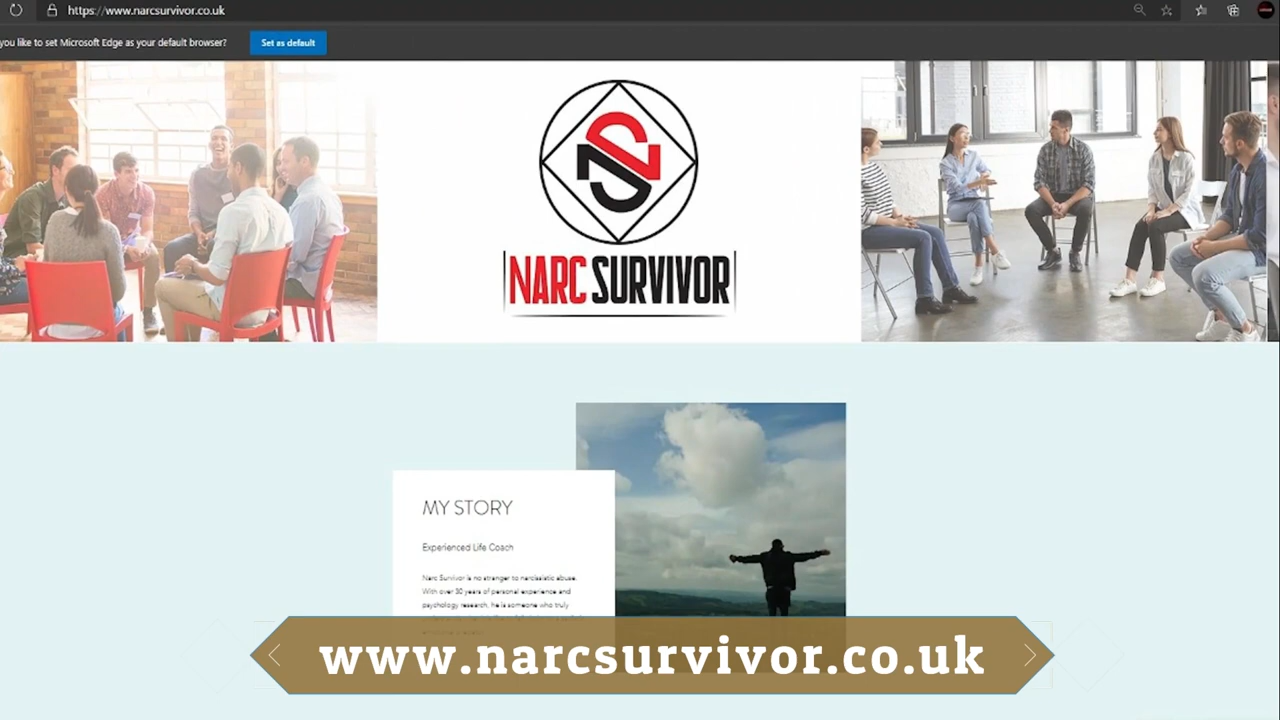 https://www.narcsurvivor.co.uk
you like to set Microsoft Edge as your default browser?
Set as default
NARC SURVIVOR
MY STORY
Experienced Life Coach
Narc Survivor is no stranger to narcissistic abuse.
With over 30 years of personal experience and
psychology research, he is someone who truly
www.narcsurvivor.co.uk